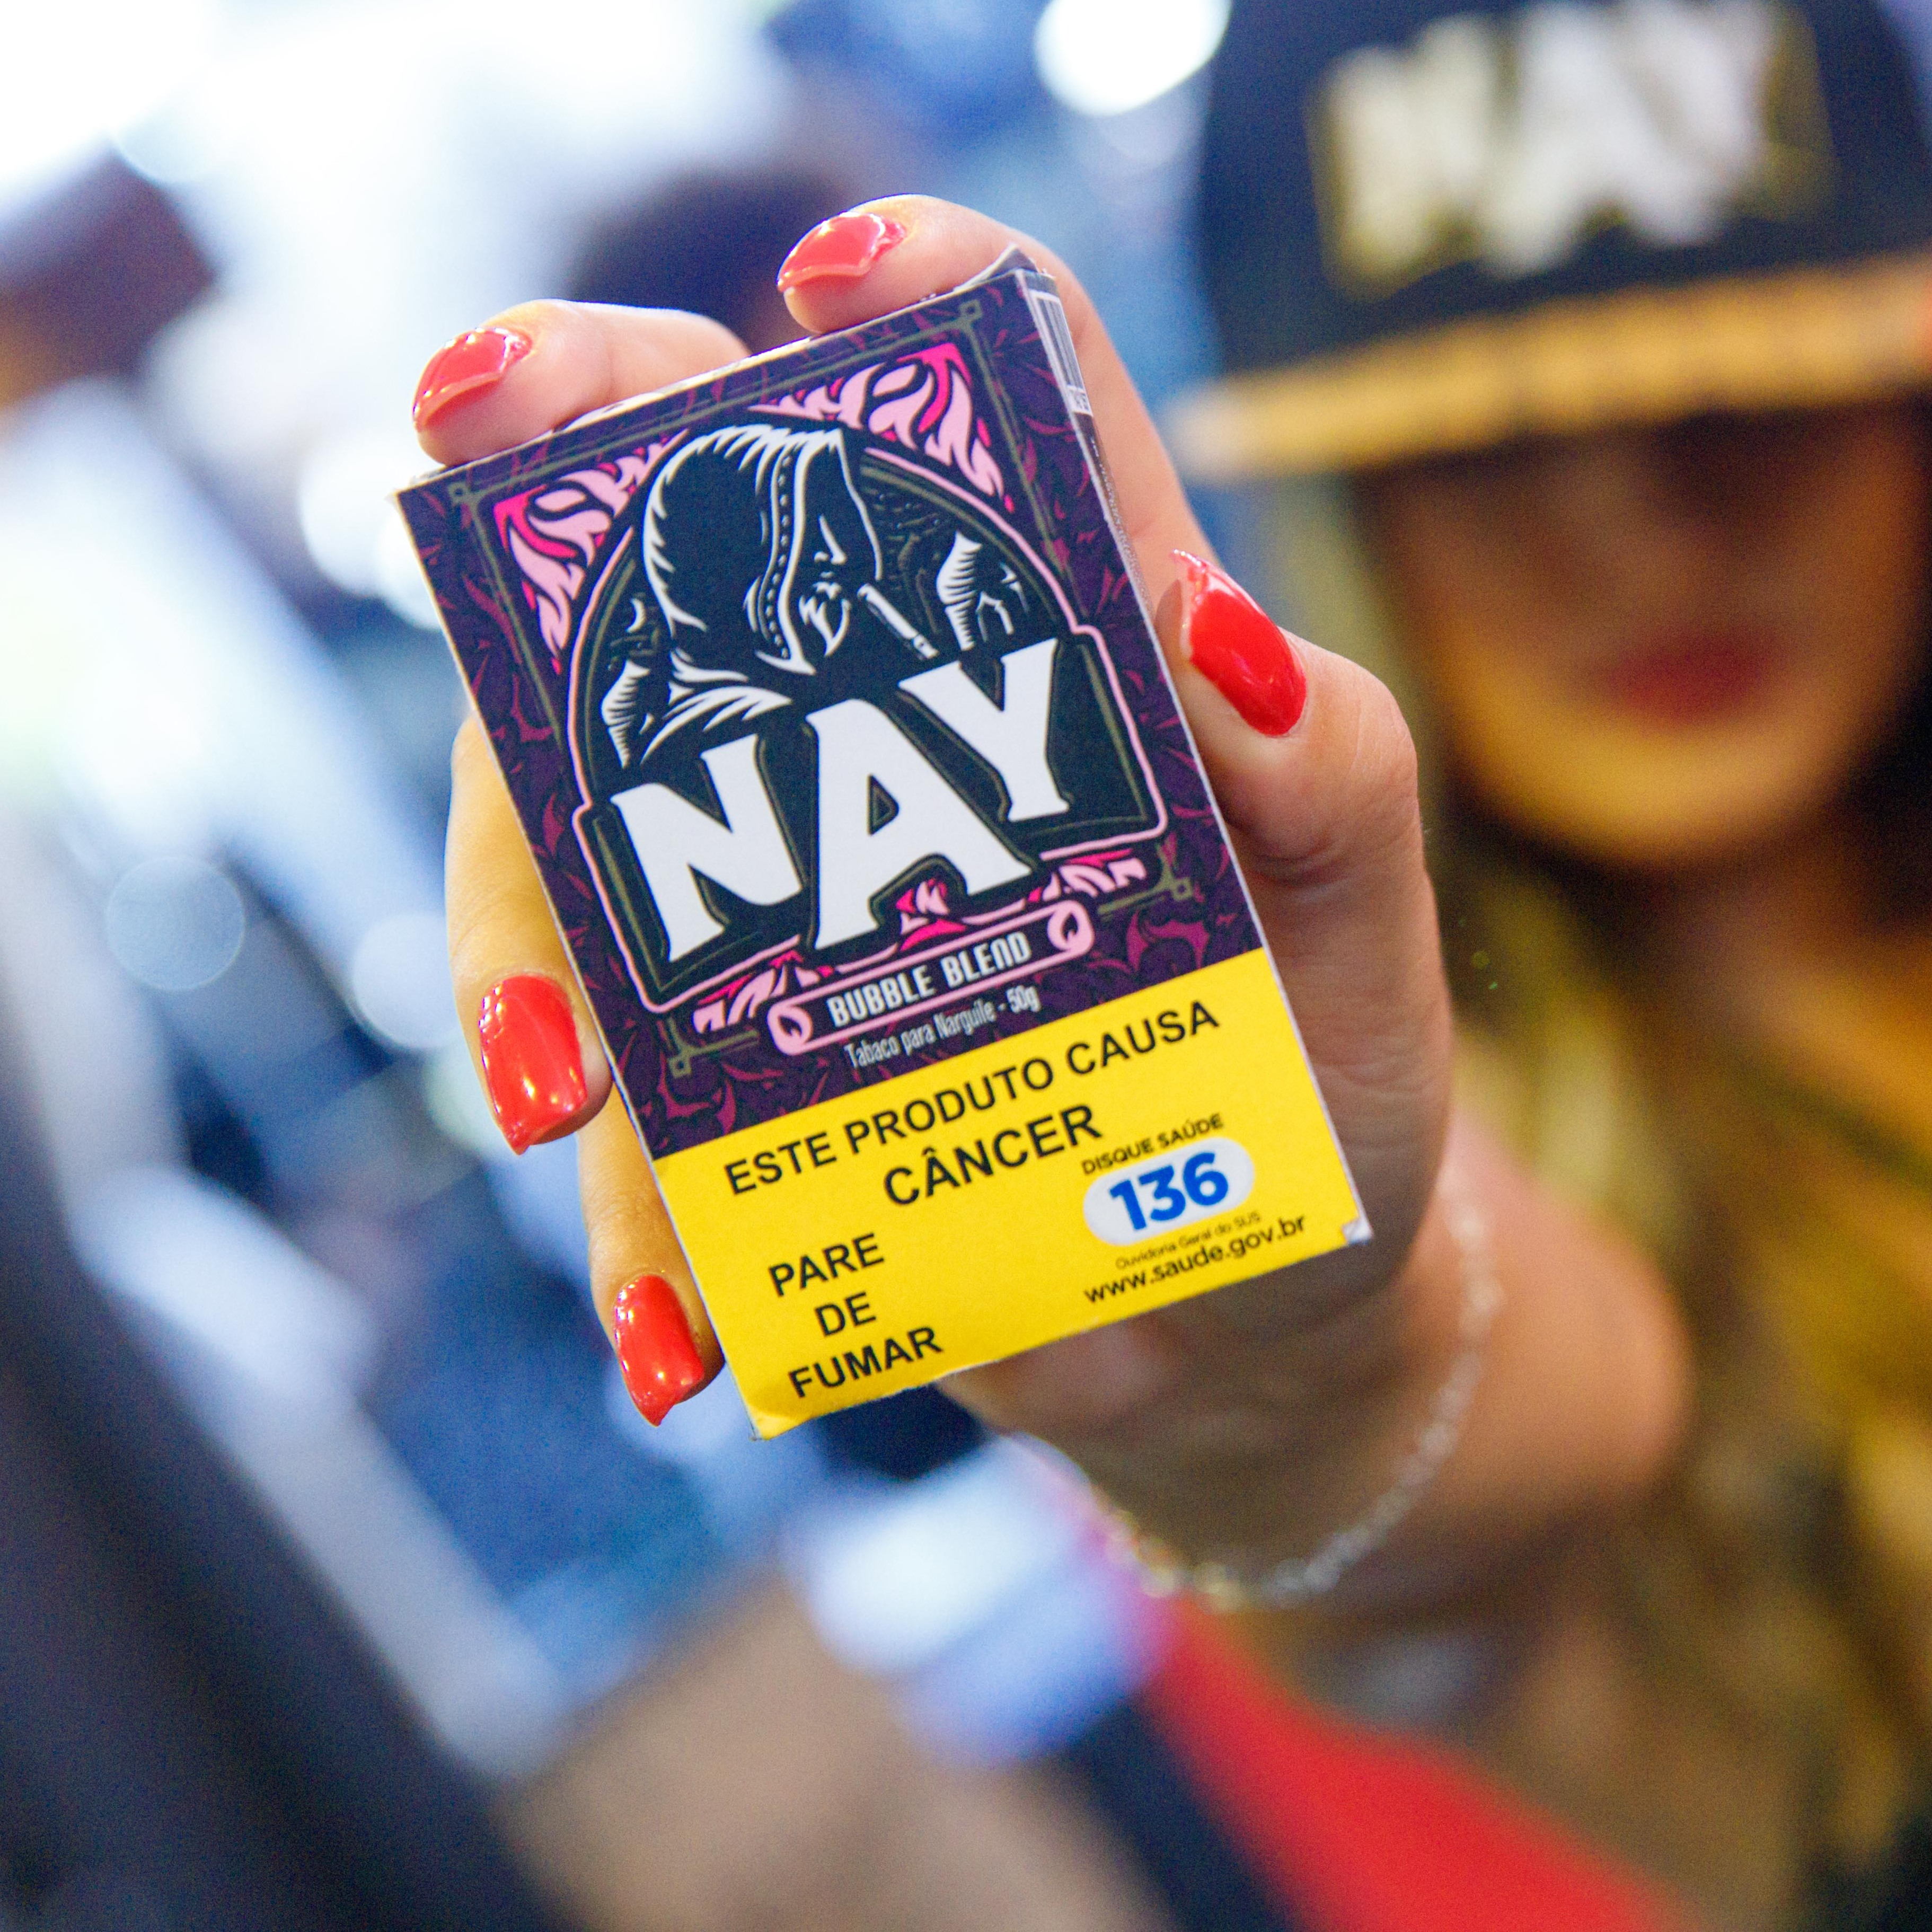 NAY
BUBBLE BLEND
Tabaco para Narguile - 50g
ESTE PRODUTO CAUSA
CÂNCER
DISQUE SAÚDE
136
Ouvidoria Geral do SUS
www.saude.gov.br
PARE
DE
FUMAR